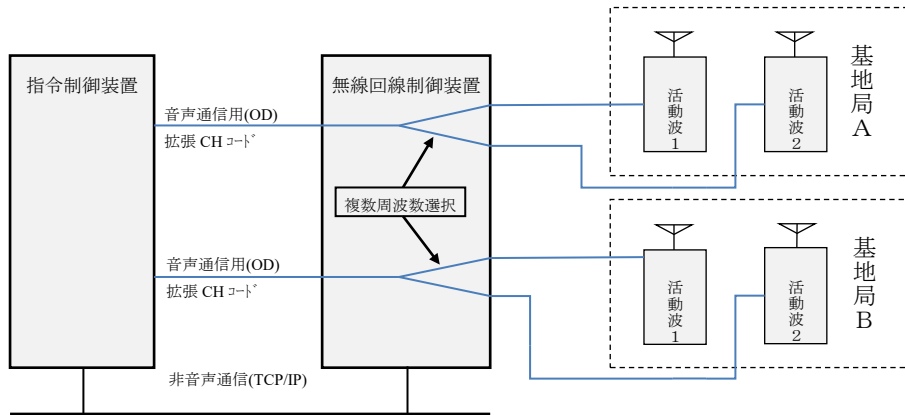 指令制御装置
音声通信用(OD)
拡張 CH ｺｰﾄﾞ
音声通信用(OD)
拡張 CH ｺｰﾄﾞ
非音声通信(TCP/IP)
無線回線制御装置
複数周波数選択
活動波1
活動波2
基地局A
活動波1
活動波2
基地局B